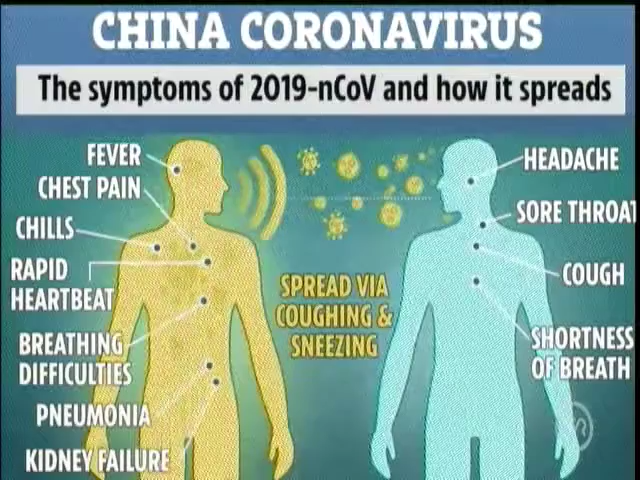 CHINA CORONAVIRUS
The symptoms of 2019-nCoV and how it spreads
FEVER
CHEST PAIN
CHILLS
RAPID
HEARTBEAT
BREATHING
DIFFICULTIES
PNEUMONIA
KIDNEY FAILURE
SPREAD VIA
COUGHING &
SNEEZING
HEADACHE
SORE THROAT
COUGH
SHORTNESS
OF BREATH